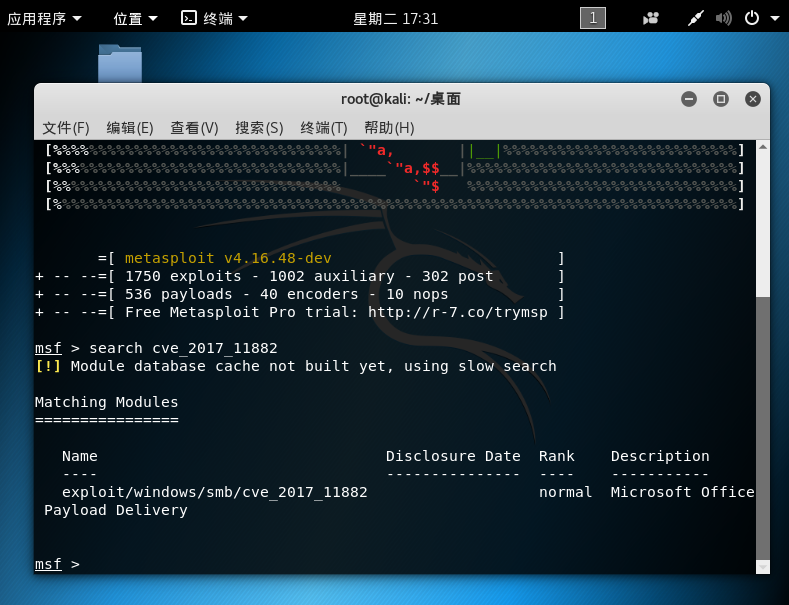 应用程序 位置 终端 星期二 17:31 1
root@kali: ~/桌面
文件(F) 编辑(E) 查看(V) 搜索(S) 终端(T) 帮助(H)
[%%%%%%%%%%%%%%%%%%%%%%%%%%%%%%%%| `"a, ||__|%%%%%%%%%%%%%%%%%%%%%%%%%%]
[%%%%%%%%%%%%%%%%%%%%%%%%%%%%%%%%|____`"a,$$__|%%%%%%%%%%%%%%%%%%%%%%%%%%%%%%]
[%%%%%%%%%%%%%%%%%%%%%%%%%%%%%%%% `"$ %%%%%%%%%%%%%%%%%%%%%%%%%%%%%%]
[%%%%%%%%%%%%%%%%%%%%%%%%%%%%%%%%%%%%%%%%%%%%%%%%%%%%%%%%%%%%%%%%%%%%%%%%%%%%]
=[ metasploit v4.16.48-dev ]
+ -- --=[ 1750 exploits - 1002 auxiliary - 302 post ]
+ -- --=[ 536 payloads - 40 encoders - 10 nops ]
+ -- --=[ Free Metasploit Pro trial: http://r-7.co/trymsp ]
msf > search cve_2017_11882
[!] Module database cache not built yet, using slow search
Matching Modules
================
Name Disclosure Date Rank Description
---- --------------- ---- -----------
exploit/windows/smb/cve_2017_11882 normal Microsoft Office
Payload Delivery
msf >